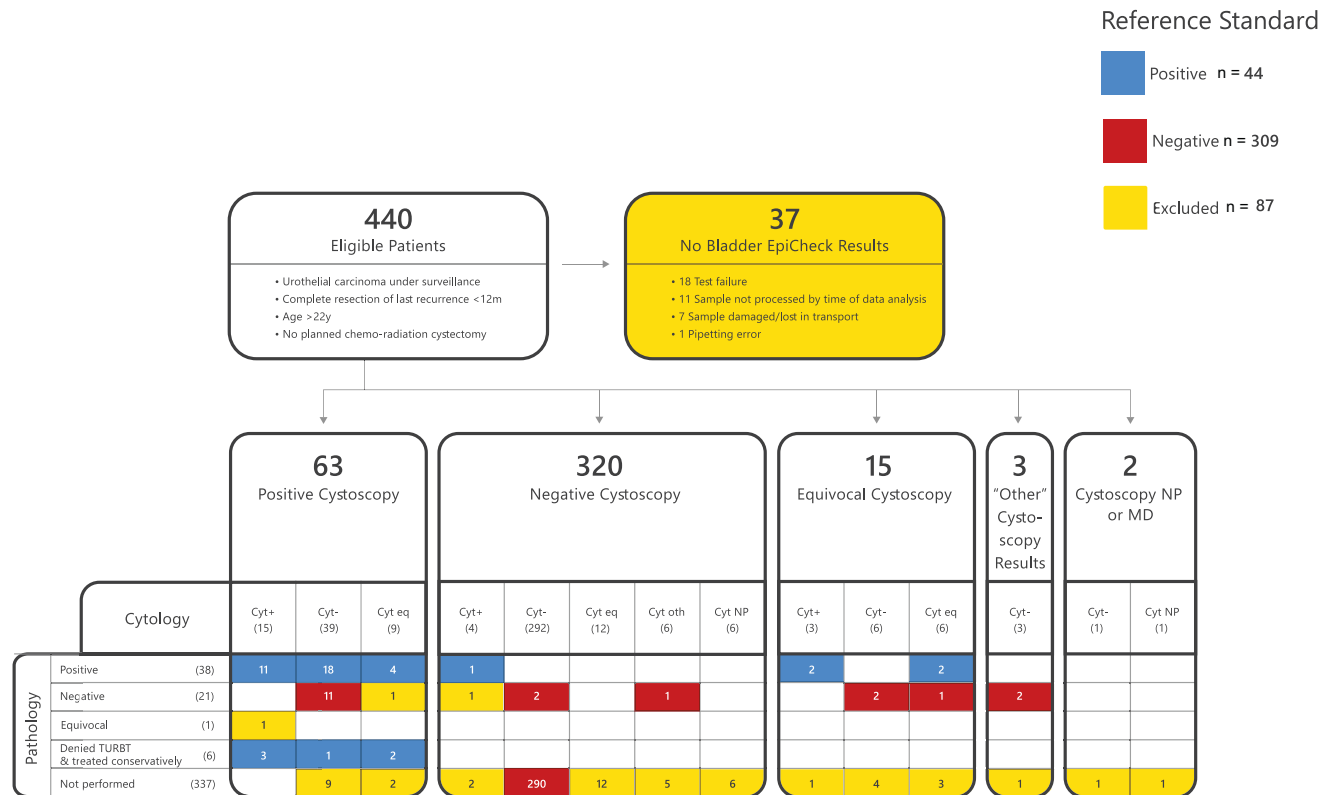 Reference Standard
Positive n = 44
Negative n = 309
Excluded n = 87
440
Eligible Patients
• Urothelial carcinoma under surveillance
• Complete resection of last recurrence <12m
• Age >22y
• No planned chemo-radiation cystectomy
37
No Bladder EpiCheck Results
• 18 Test failure
• 11 Sample not processed by time of data analysis
• 7 Sample damaged/lost in transport
• 1 Pipetting error
63
Positive Cystoscopy
320
Negative Cystoscopy
15
Equivocal Cystoscopy
3
"Other"
Cysto-
scopy
Results
2
Cystoscopy NP
or MD
Cytology
Cyt+
(15)
Cyt-
(39)
Cyt eq
(9)
Cyt+
(4)
Cyt-
(292)
Cyt eq
(12)
Cyt oth
(6)
Cyt NP
(6)
Cyt+
(3)
Cyt-
(6)
Cyt eq
(6)
Cyt-
(3)
Cyt-
(1)
Cyt NP
(1)
Pathology
Positive (38) 11 18 4 1 2 2
Negative (21) 11 1 1 2 1 2 1 2
Equivocal (1) 1
Denied TURBT
& treated conservatively (6) 3 1 2
Not performed (337) 9 2 2 290 12 5 6 1 4 3 1 1 1